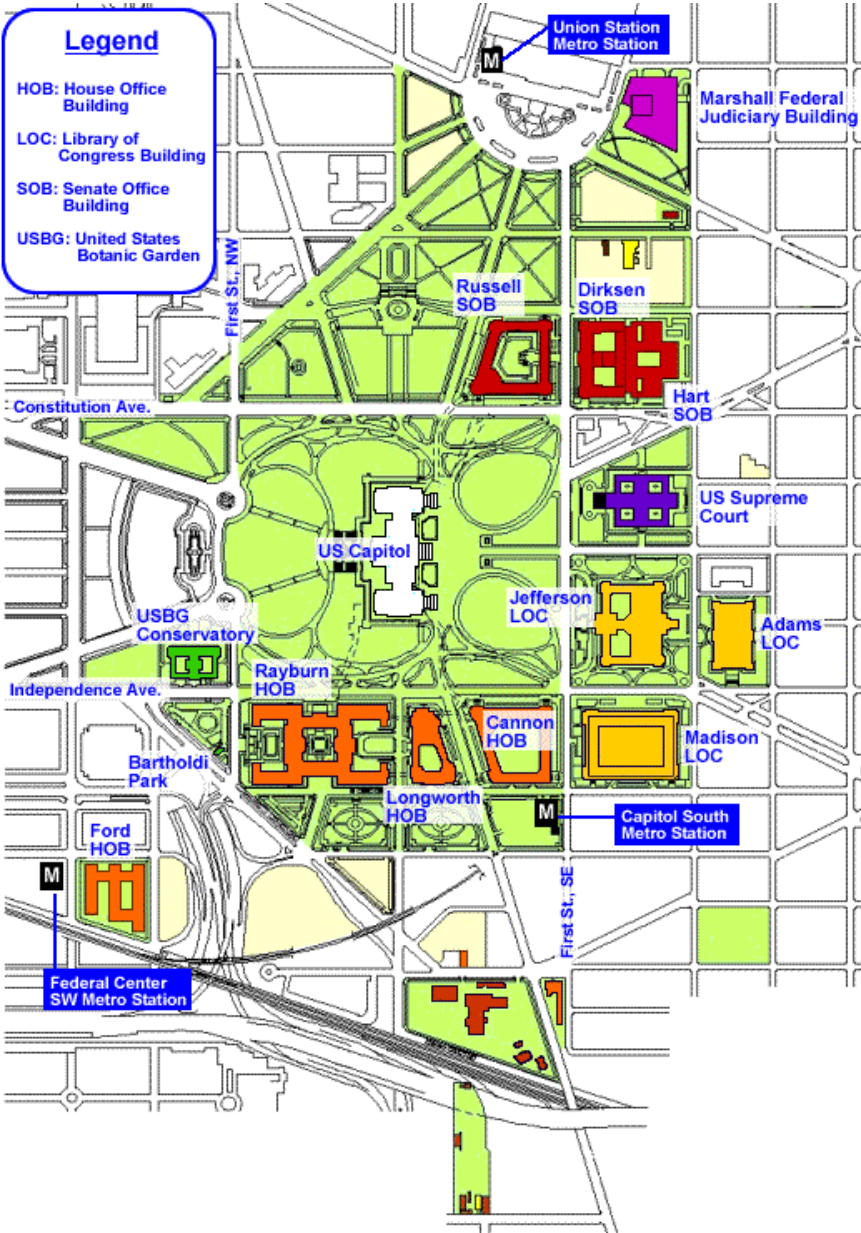 Legend
HOB: House Office
Building
LOC: Library of
Congress Building
SOB: Senate Office
Building
USBG: United States
Botanic Garden
M
Union Station
Metro Station
Marshall Federal
Judiciary Building
First St., NW
Russell
SOB
Dirksen
SOB
Constitution Ave.
Hart
SOB
US Supreme
Court
US Capitol
Jefferson
LOC
Adams
LOC
USBG
Conservatory
Independence Ave.
Rayburn
HOB
Cannon
HOB
Madison
LOC
Bartholdi
Park
Longworth
HOB
M
Capitol South
Metro Station
Ford
HOB
M
First St., SE
Federal Center
SW Metro Station